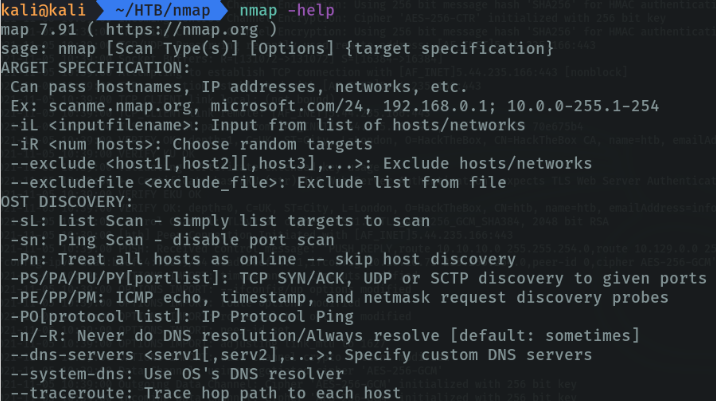 kali@kali ~/HTB/nmap nmap -help
map 7.91 ( https://nmap.org )
sage: nmap [Scan Type(s)] [Options] {target specification}
ARGET SPECIFICATION:
Can pass hostnames, IP addresses, networks, etc.
Ex: scanme.nmap.org, microsoft.com/24, 192.168.0.1; 10.0.0-255.1-254
-iL <inputfilename>: Input from list of hosts/networks
-iR <num hosts>: Choose random targets
--exclude <host1[,host2][,host3],...>: Exclude hosts/networks
--excludefile <exclude_file>: Exclude list from file
OST DISCOVERY:
-sL: List Scan - simply list targets to scan
-sn: Ping Scan - disable port scan
-Pn: Treat all hosts as online -- skip host discovery
-PS/PA/PU/PY[portlist]: TCP SYN/ACK, UDP or SCTP discovery to given ports
-PE/PP/PM: ICMP echo, timestamp, and netmask request discovery probes
-PO[protocol list]: IP Protocol Ping
-n/-R: Never do DNS resolution/Always resolve [default: sometimes]
--dns-servers <serv1[,serv2],...>: Specify custom DNS servers
--system-dns: Use OS's DNS resolver
--traceroute: Trace hop path to each host